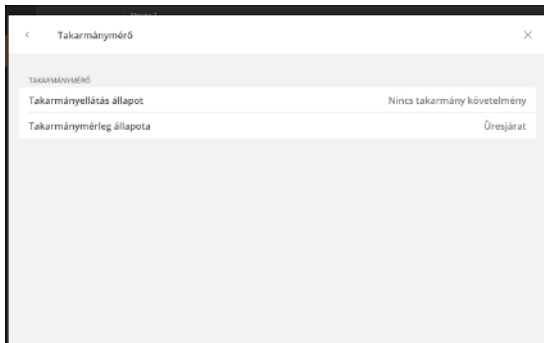 Takarmánymérő
TAKARMÁNYMÉRŐ
Takarmányellátás állapot Nincs takarmány követelmény
Takarmánymérleg állapota Üresjárat